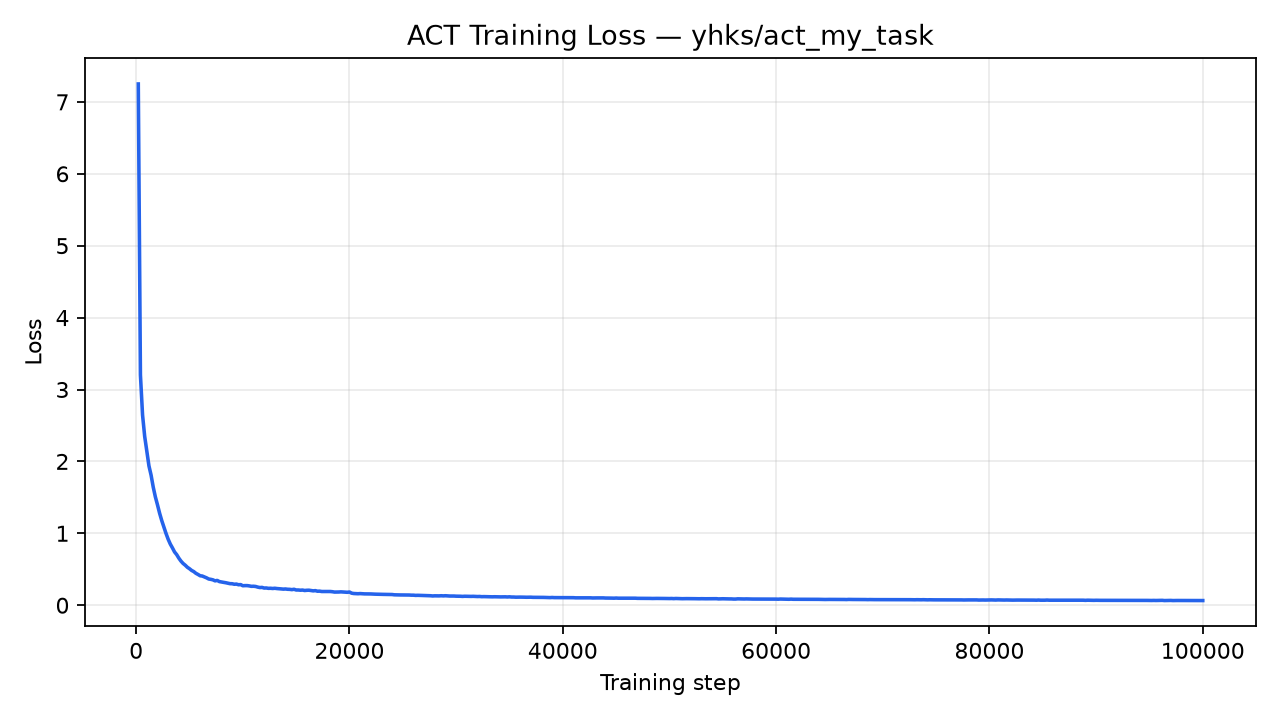 ACT Training Loss — yhks/act_my_task
7
6
5
4
3
2
1
0
Loss
0 20000 40000 60000 80000 100000
Training step